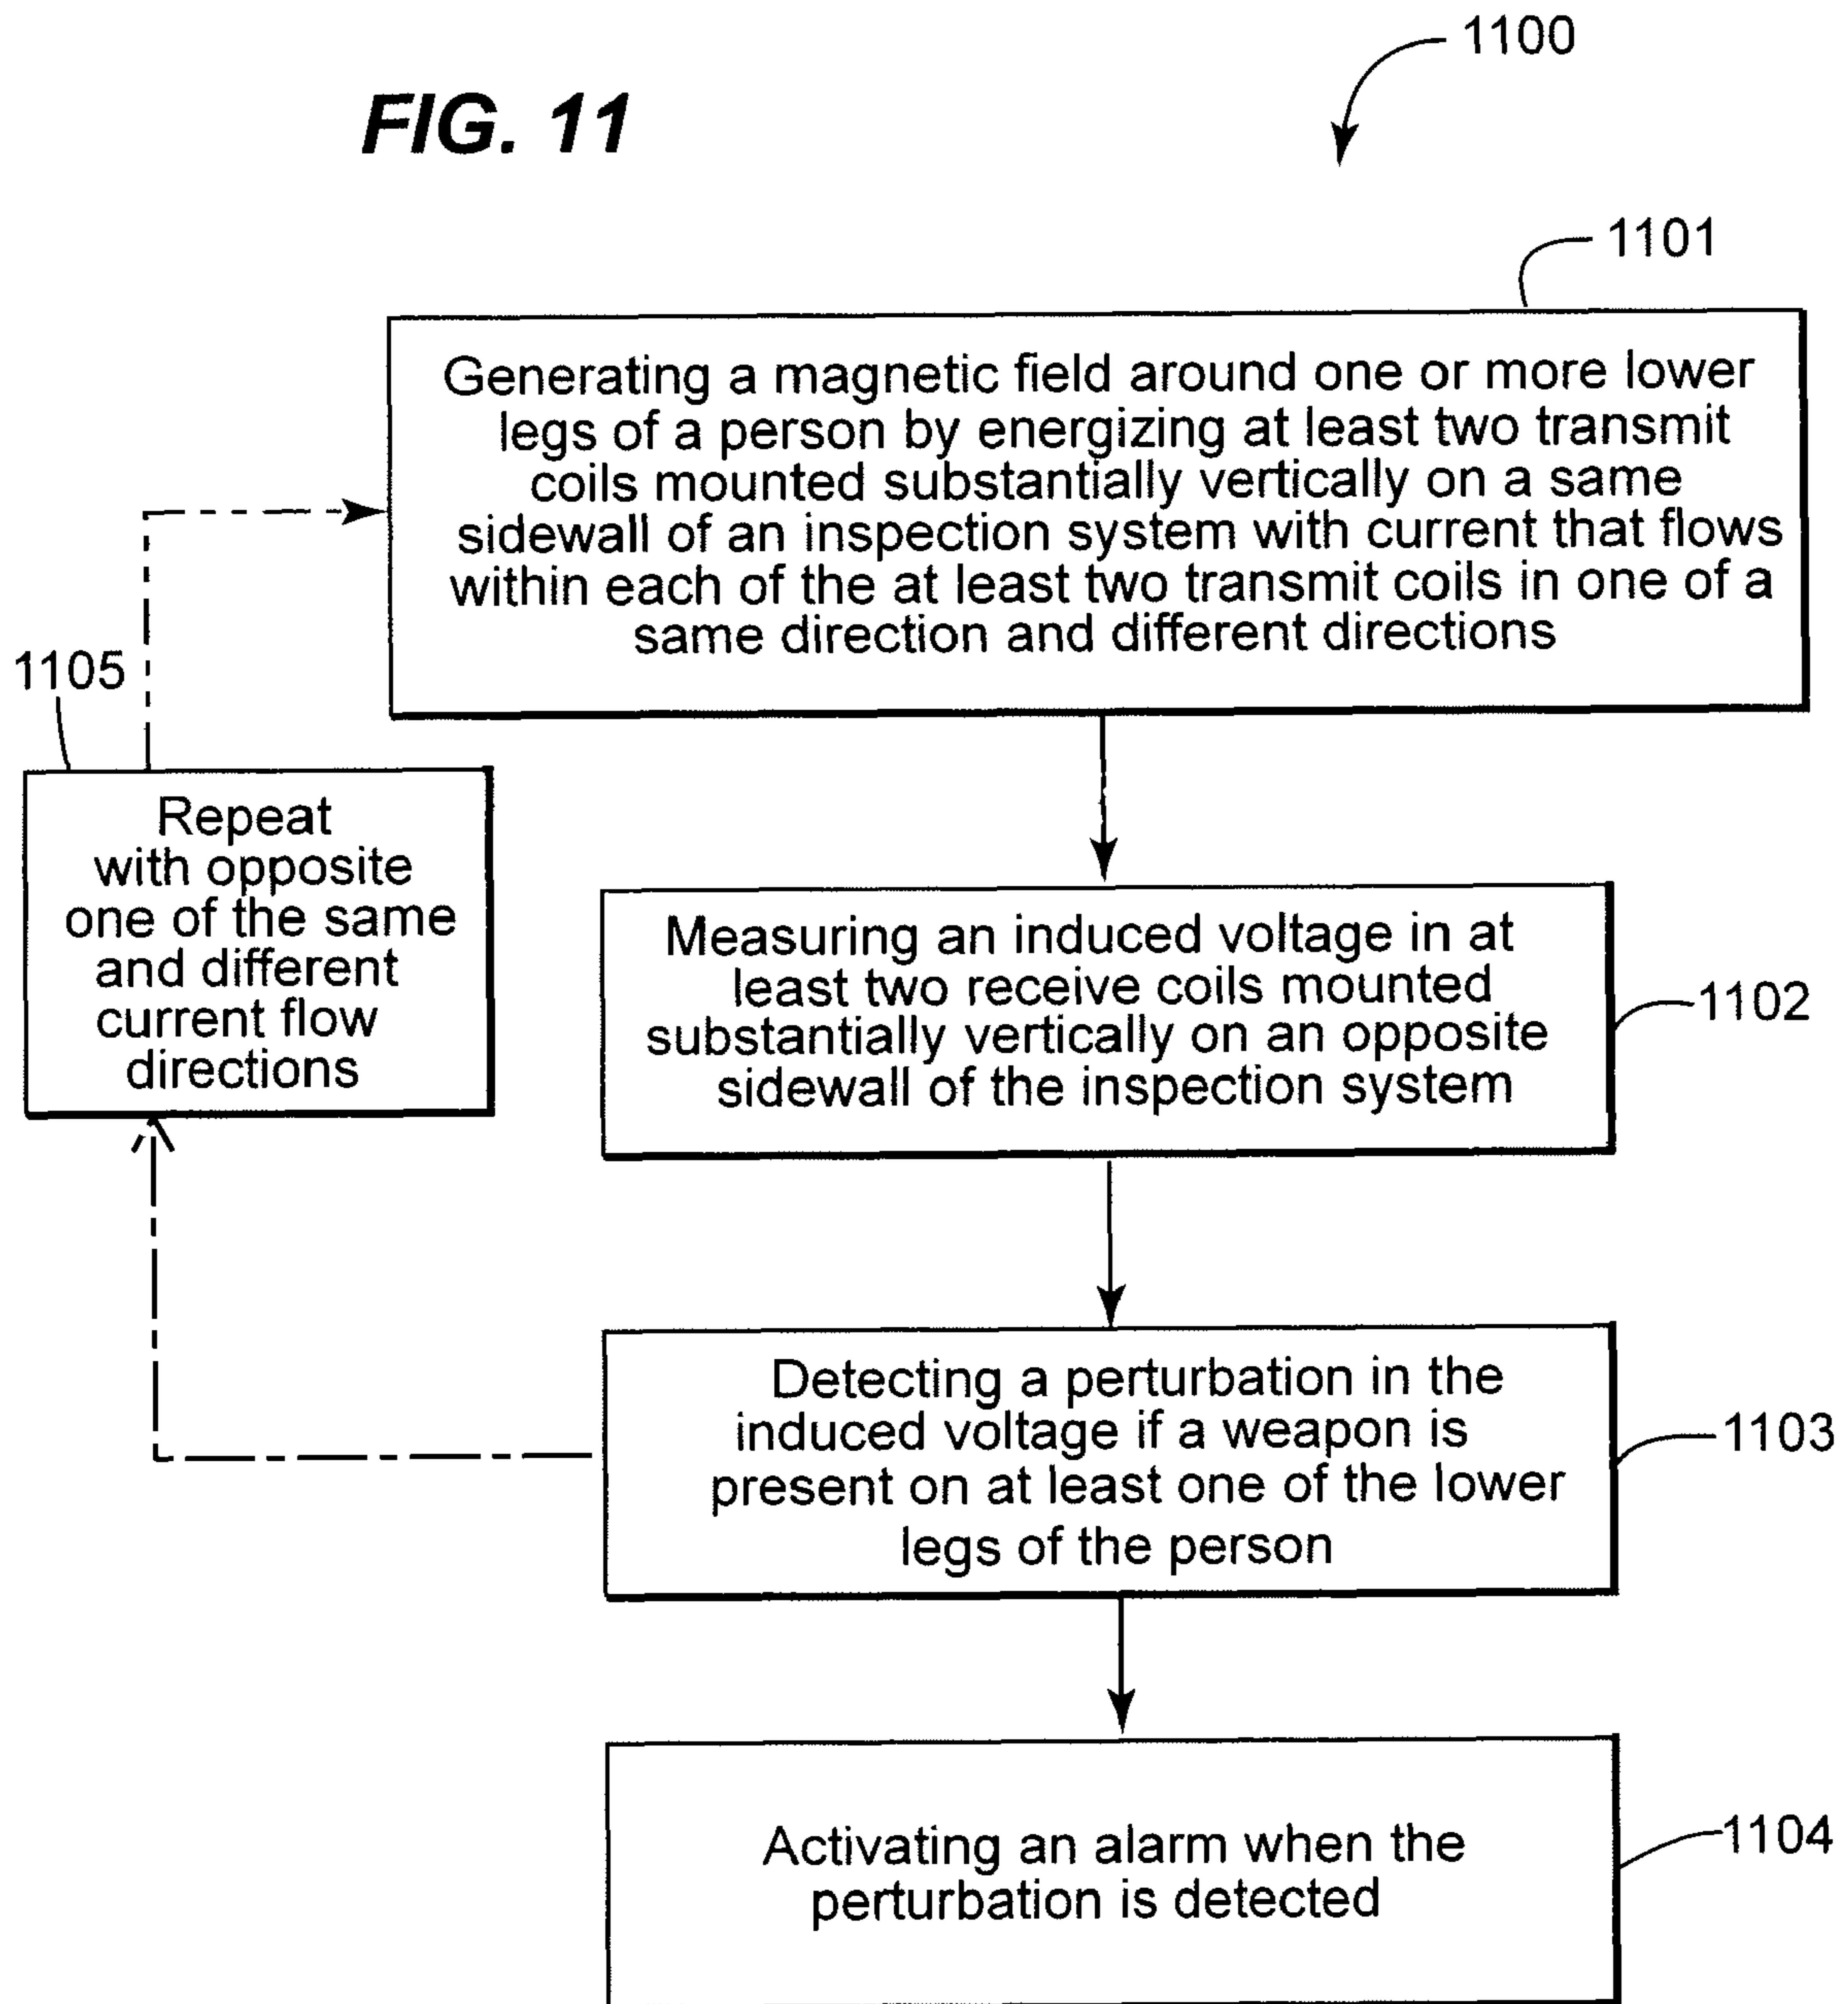 1100
FIG. 11
1101
Generating a magnetic field around one or more lower
legs of a person by energizing at least two transmit
coils mounted substantially vertically on a same
sidewall of an inspection system with current that flows
within each of the at least two transmit coils in one of a
same direction and different directions
1105
Repeat
with opposite
one of the same
and different
current flow
directions
Measuring an induced voltage in at
least two receive coils mounted
substantially vertically on an opposite
sidewall of the inspection system
1102
Detecting a perturbation in the
induced voltage if a weapon is
present on at least one of the lower
legs of the person
1103
Activating an alarm when the
perturbation is detected
1104